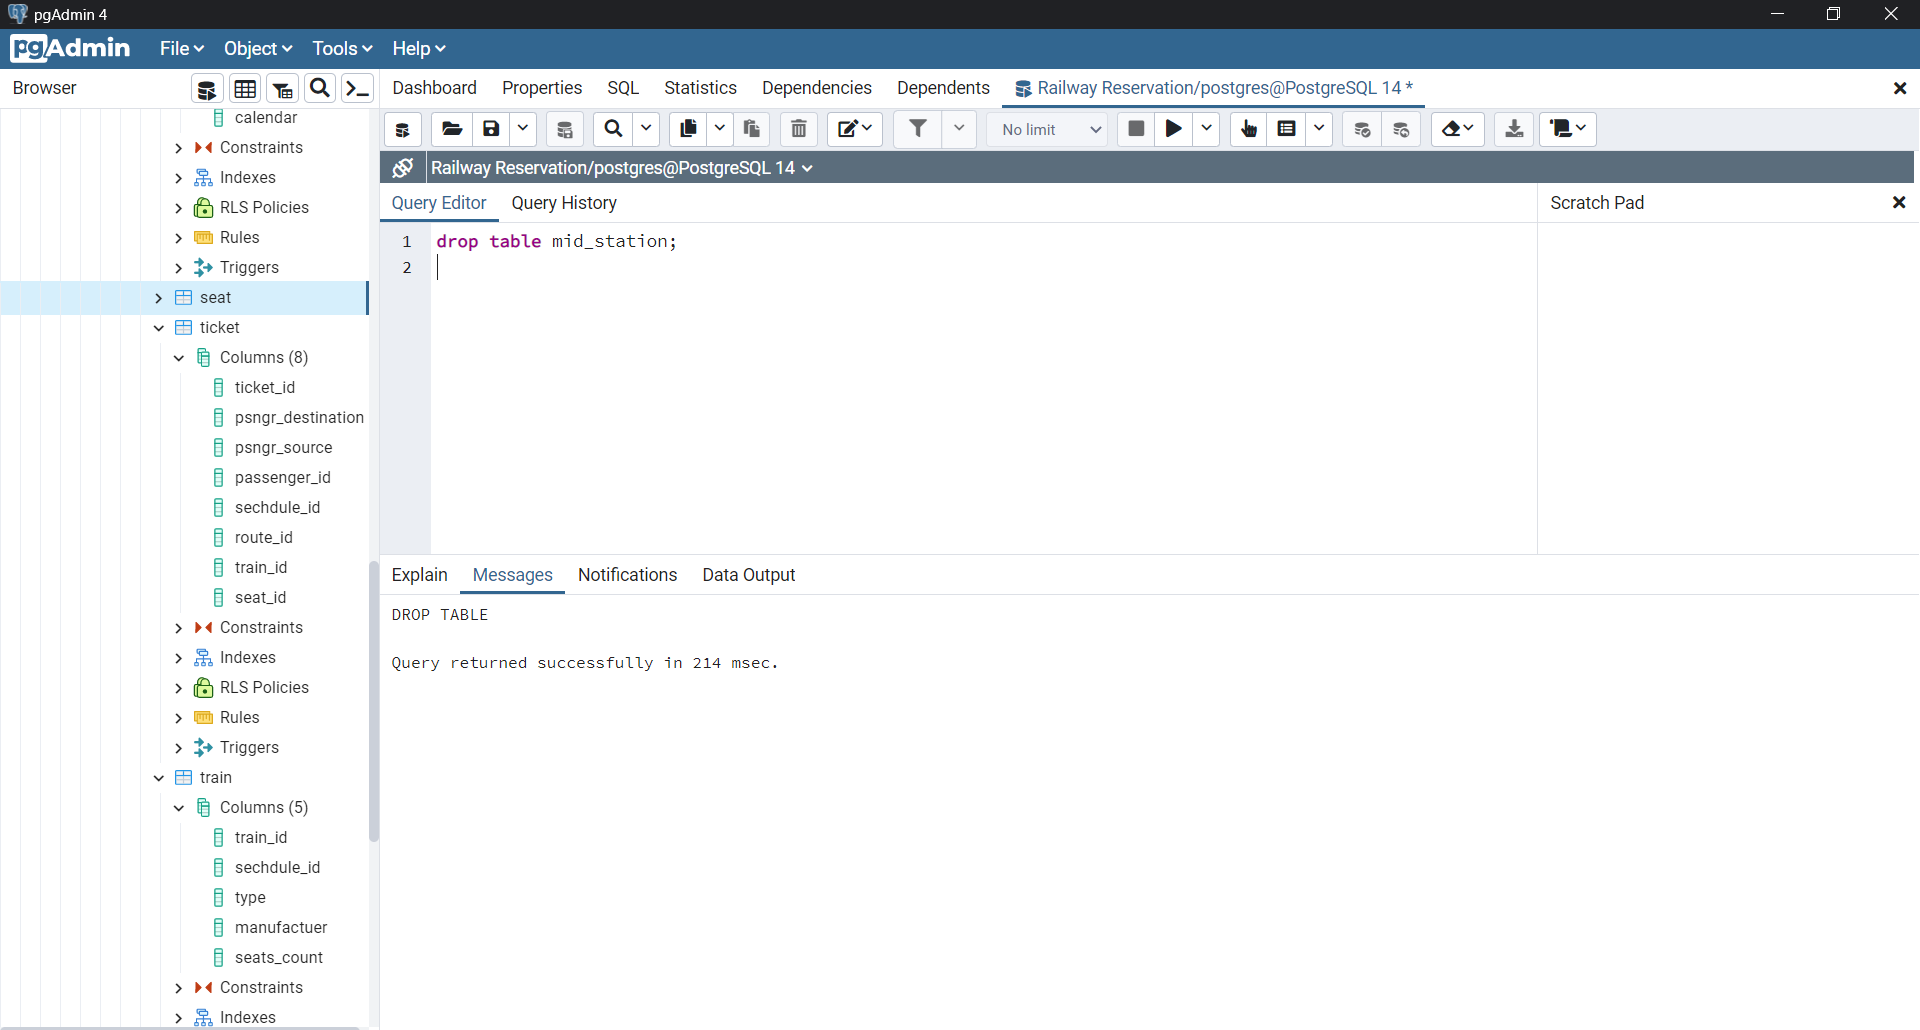 pgAdmin 4
pgAdmin File Object Tools Help
Browser
Dashboard Properties SQL Statistics Dependencies Dependents Railway Reservation/postgres@PostgreSQL 14 *
No limit
Railway Reservation/postgres@PostgreSQL 14
Query Editor Query History
Scratch Pad
1 drop table mid_station;
2
calendar
Constraints
Indexes
RLS Policies
Rules
Triggers
seat
ticket
Columns (8)
ticket_id
psngr_destination
psngr_source
passenger_id
sechdule_id
route_id
train_id
seat_id
Constraints
Indexes
RLS Policies
Rules
Triggers
train
Columns (5)
train_id
sechdule_id
type
manufactuer
seats_count
Constraints
Indexes
Explain Messages Notifications Data Output
DROP TABLE
Query returned successfully in 214 msec.